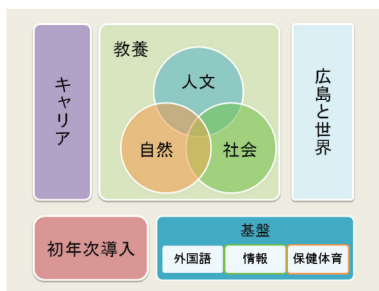 キャリア
教養
人文
自然
社会
広島と世界
初年次導入
基盤
外国語
情報
保健体育